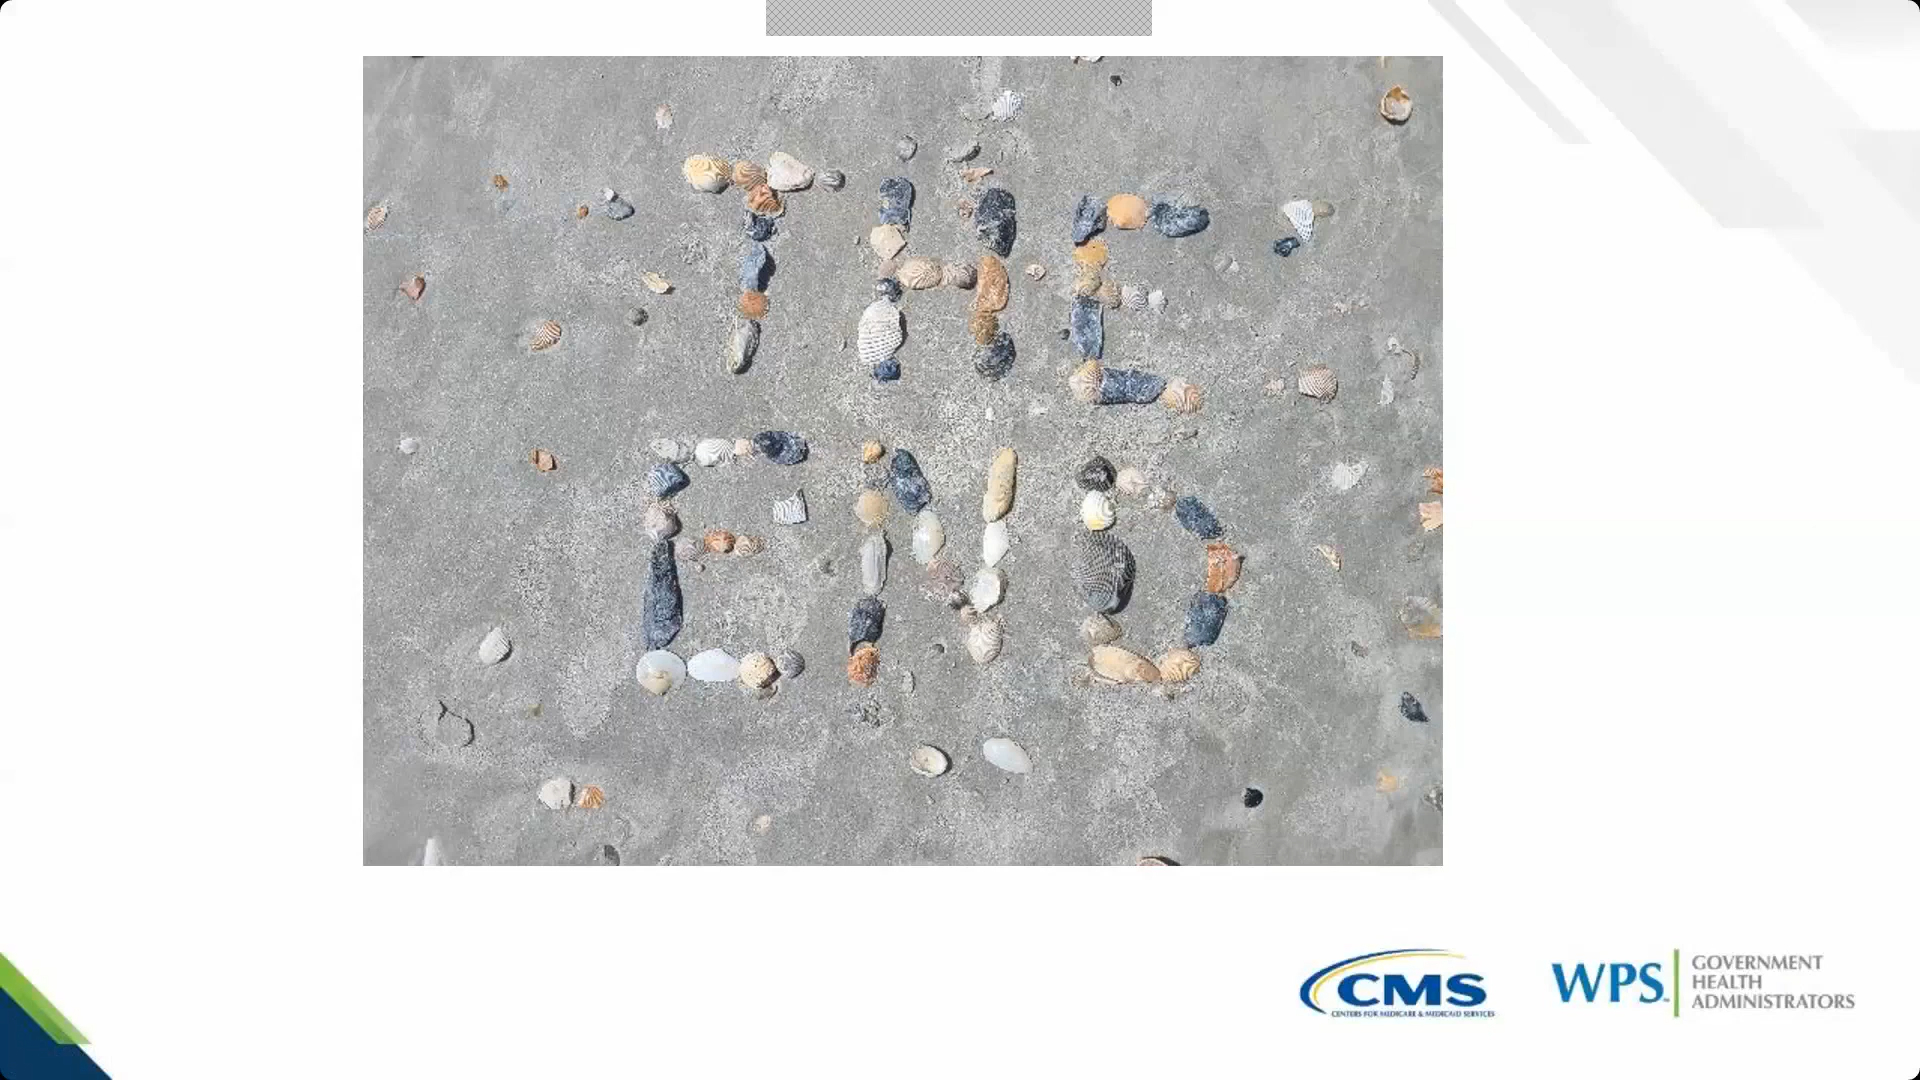 THE
END
CMS
CENTERS FOR MEDICARE & MEDICAID SERVICES
WPS
GOVERNMENT
HEALTH
ADMINISTRATORS